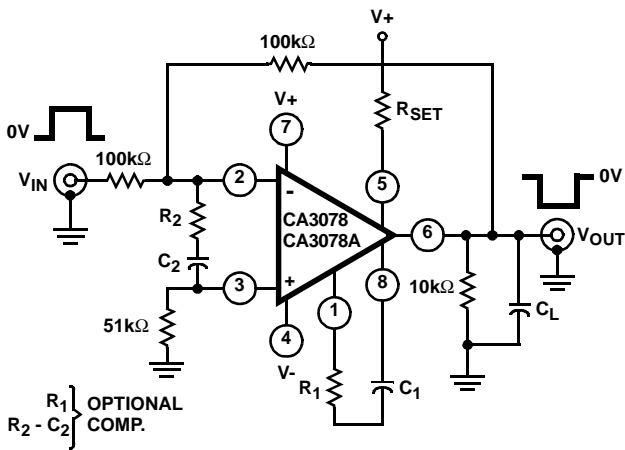 V+
100kΩ
RSET
V+
7
0V
100kΩ
VIN
2
-
5
0V
R2
CA3078
CA3078A
6
VOUT
C2
3
+
8
1
10kΩ
CL
51kΩ
4
V-
R1
C1
R1
R2 - C2
OPTIONAL
COMP.